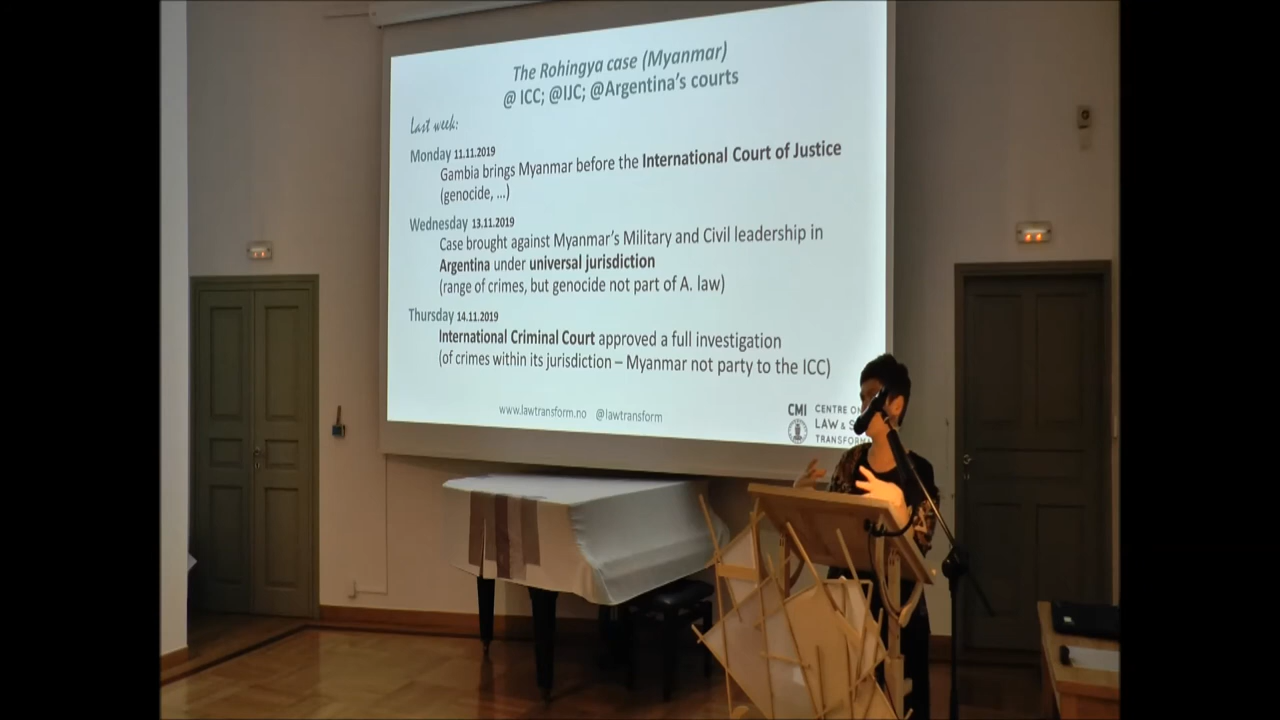 The Rohingya case (Myanmar)
@ ICC; @IJC; @Argentina's courts
Last week:
Monday 11.11.2019
Gambia brings Myanmar before the International Court of Justice
(genocide, ...)
Wednesday 13.11.2019
Case brought against Myanmar's Military and Civil leadership in
Argentina under universal jurisdiction
(range of crimes, but genocide not part of A. law)
Thursday 14.11.2019
International Criminal Court approved a full investigation
(of crimes within its jurisdiction – Myanmar not party to the ICC)
www.lawtransform.no @lawtransform
CMI
CENTRE ON
LAW & S
TRANSFORM